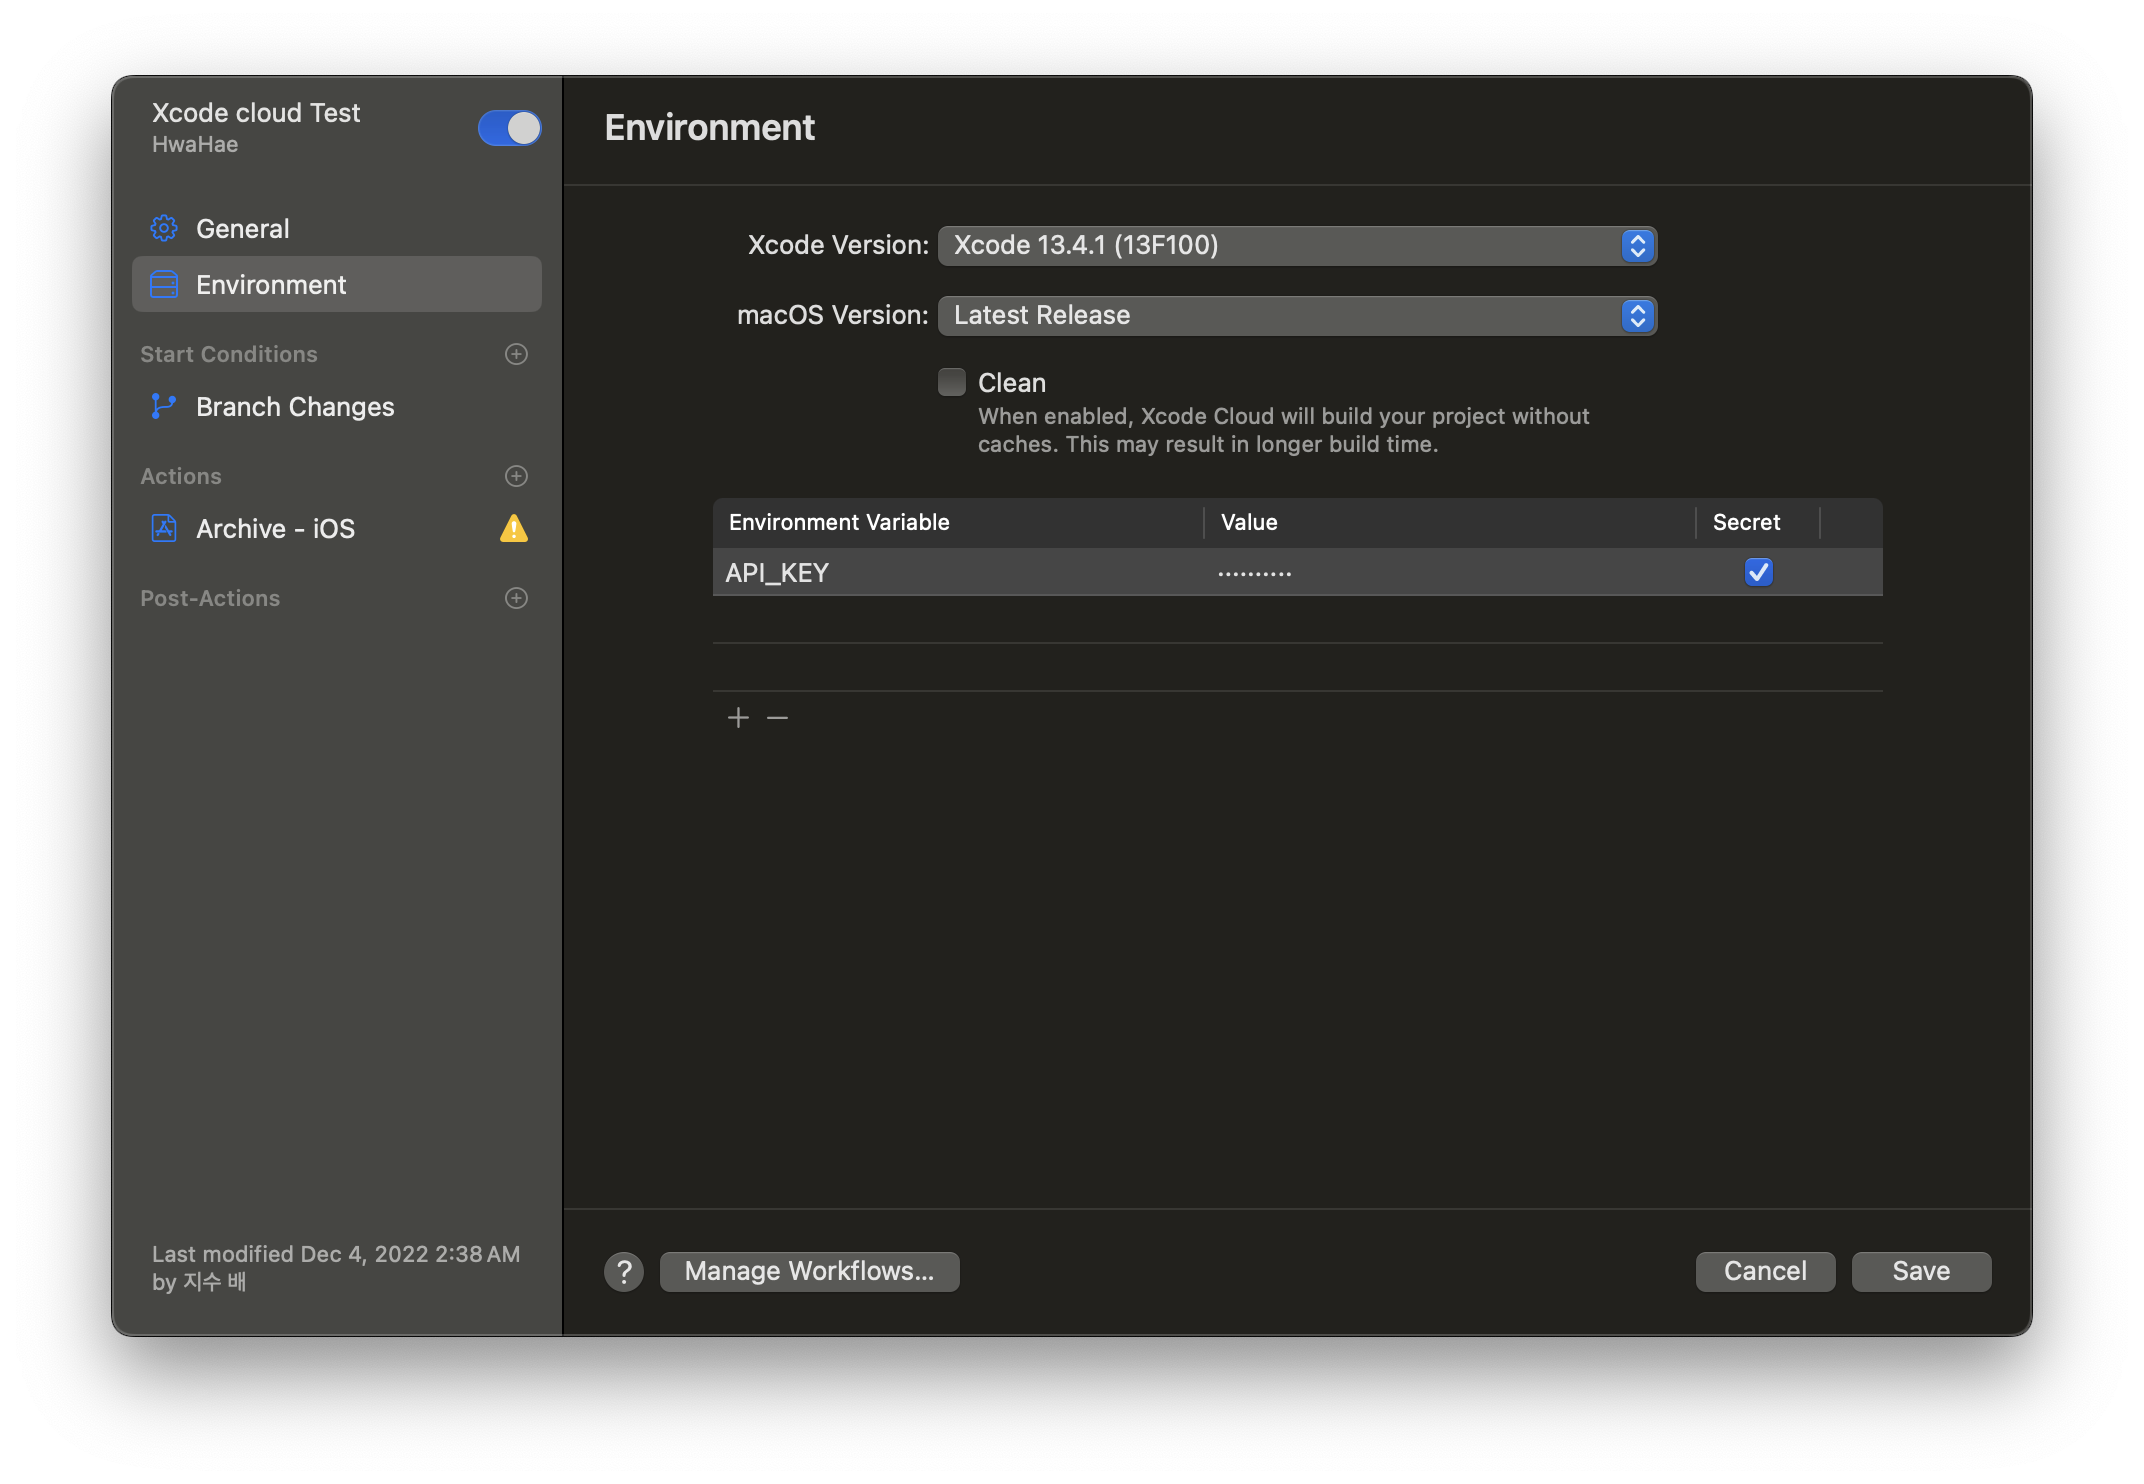 Xcode cloud Test
HwaHae
General
Environment
Start Conditions
Branch Changes
Actions
Archive - iOS
Post-Actions
Last modified Dec 4, 2022 2:38 AM
by 지수 배
Environment
Xcode Version: Xcode 13.4.1 (13F100)
macOS Version: Latest Release
Clean
When enabled, Xcode Cloud will build your project without
caches. This may result in longer build time.
Environment Variable Value Secret
API_KEY ••••••••••
? Manage Workflows... Cancel Save